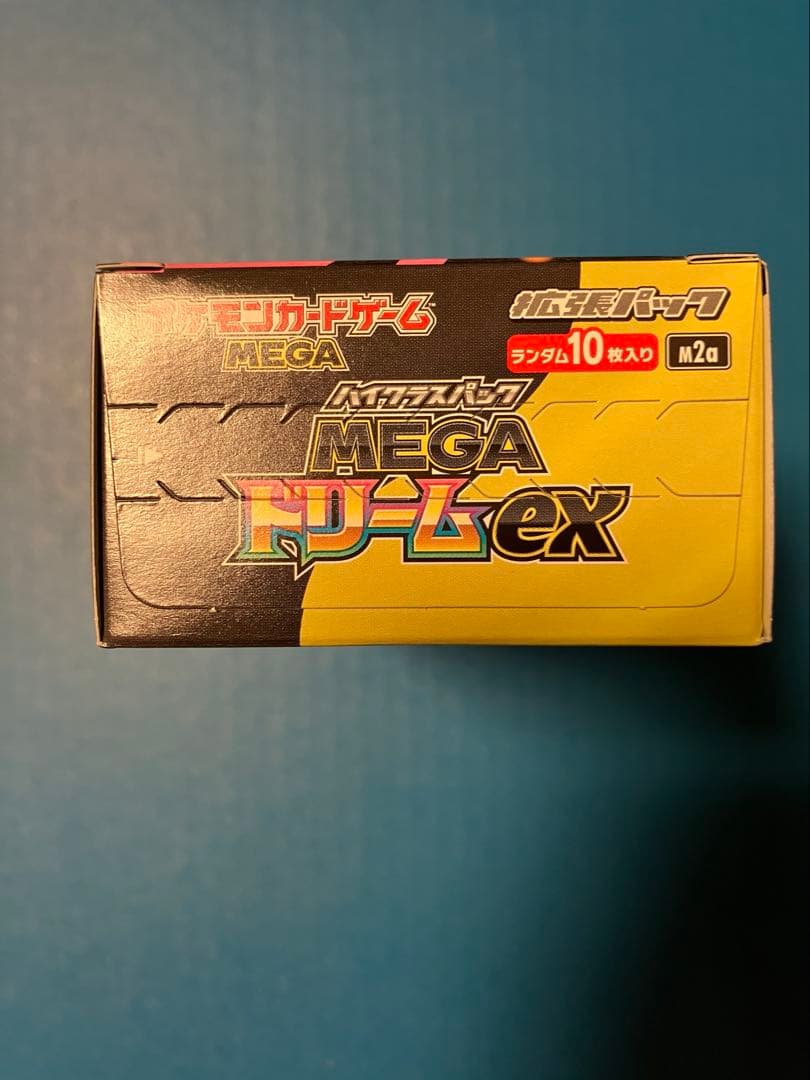 ポケモンカードゲーム™
MEGA
拡張パック
ランダム10枚入り
M2a
ハイクラスパック
MEGA
ドリームex